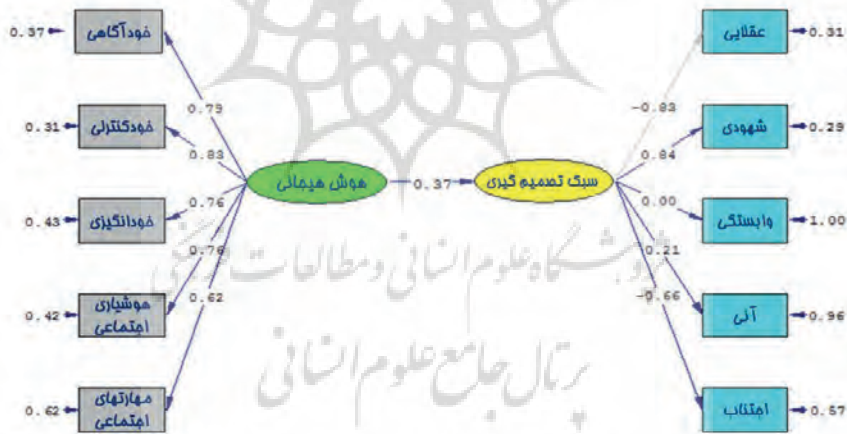 0.37
خودآگاهی
0.79
-0.83
عقلایی
0.31
0.31
خودکنترلی
0.83
0.84
شهودی
0.29
هوش هیجانی
0.37
سبک تصمیم گیری
0.43
خودانگیزی
0.76
0.00
وابستگی
1.00
0.42
هوشیاری
اجتماعی
0.76
0.21
آنی
0.96
0.62
مهارتهای
اجتماعی
0.62
-0.66
اجتناب
0.57
پژوهشگاه علوم انسانی و مطالعات فرهنگی
پرتال جامع علوم انسانی